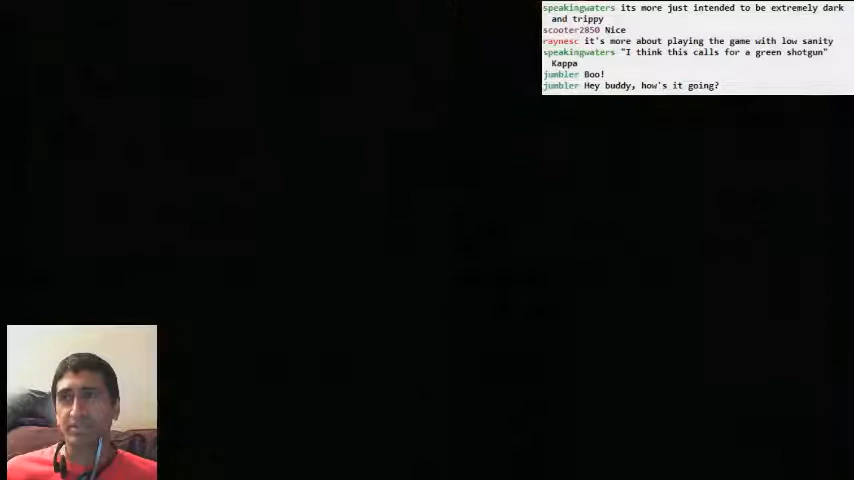 speakingwaters its more just intended to be extremely dark
and trippy
scooter2850 Nice
raynesc it's more about playing the game with low sanity
speakingwaters "I think this calls for a green shotgun"
Kappa
jumbler Boo!
jumbler Hey buddy, how's it going?